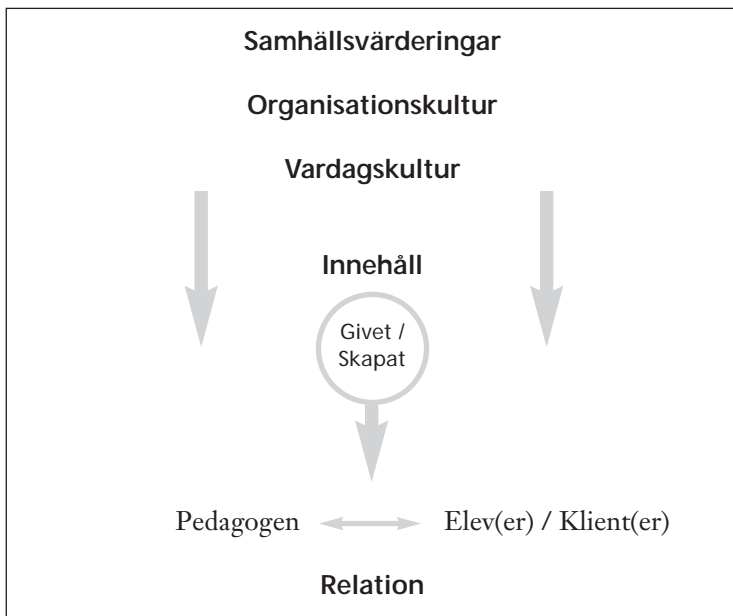 Samhällsvärderingar
Organisationskultur
Vardagskultur
Innehåll
Givet /
Skapat
Pedagogen Elev(er) / Klient(er)
Relation